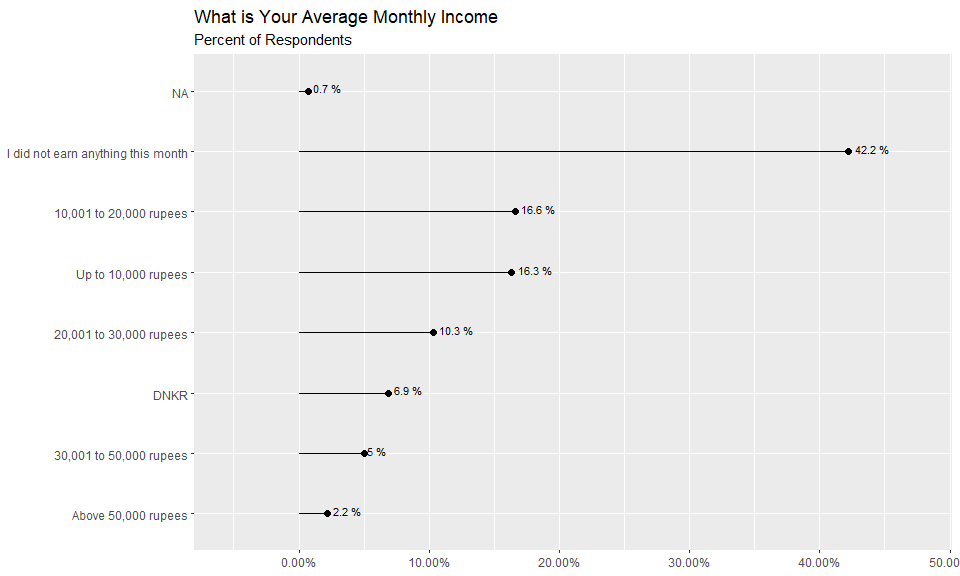 What is Your Average Monthly Income
Percent of Respondents
NA
0.7 %
I did not earn anything this month
42.2 %
10,001 to 20,000 rupees
16.6 %
Up to 10,000 rupees
16.3 %
20,001 to 30,000 rupees
10.3 %
DNKR
6.9 %
30,001 to 50,000 rupees
5 %
Above 50,000 rupees
2.2 %
0.00% 10.00% 20.00% 30.00% 40.00% 50.00